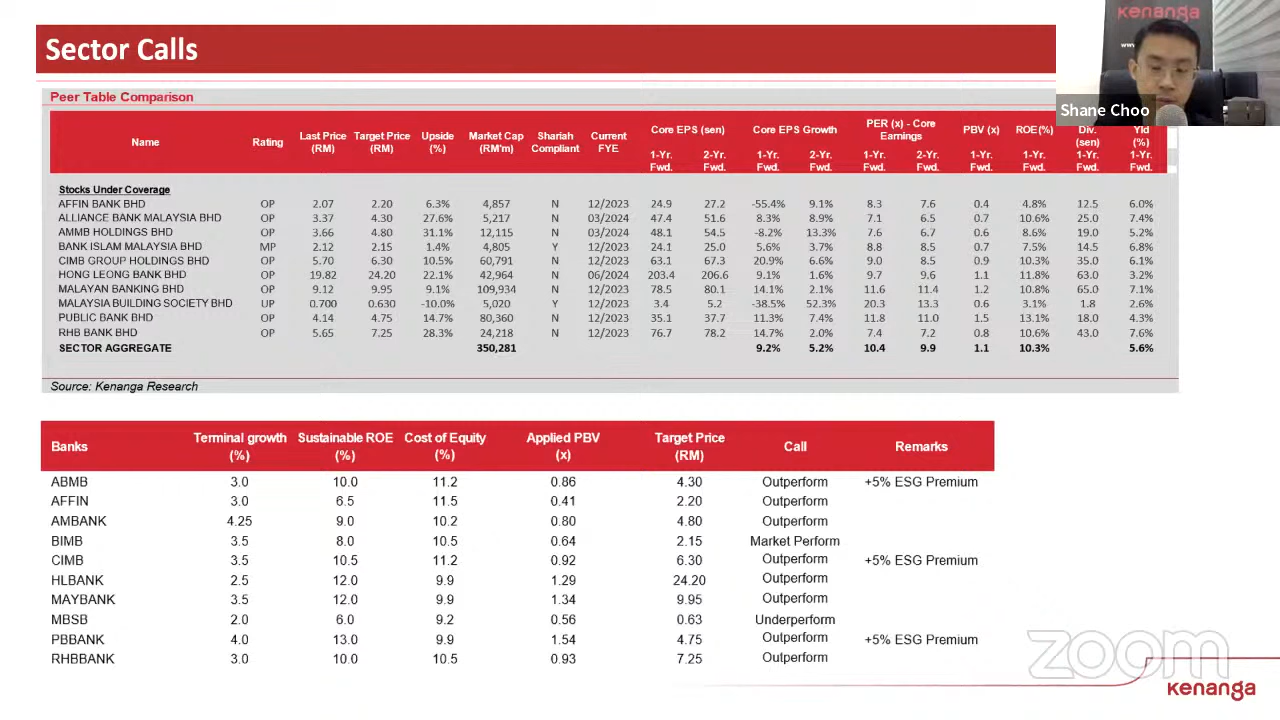 Sector Calls
kenanga
Shane Choo
Peer Table Comparison
Name Rating Last Price (RM) Target Price (RM) Upside (%) Market Cap (RM'm) Shariah Compliant Current FYE Core EPS (sen) Core EPS Growth PER (x) - Core Earnings PBV (x) ROE(%) Div. (sen) Yld (%)
1-Yr. Fwd. 2-Yr. Fwd. 1-Yr. Fwd. 2-Yr. Fwd. 1-Yr. Fwd. 2-Yr. Fwd. 1-Yr. Fwd. 1-Yr. Fwd. 1-Yr. Fwd. 1-Yr. Fwd.
Stocks Under Coverage
AFFIN BANK BHD OP 2.07 2.20 6.3% 4,857 N 12/2023 24.9 27.2 -55.4% 9.1% 8.3 7.6 0.4 4.8% 12.5 6.0%
ALLIANCE BANK MALAYSIA BHD OP 3.37 4.30 27.6% 5,217 N 03/2024 47.4 51.6 8.3% 8.9% 7.1 6.5 0.7 10.6% 25.0 7.4%
AMMB HOLDINGS BHD OP 3.66 4.80 31.1% 12,115 N 03/2024 48.1 54.5 -8.2% 13.3% 7.6 6.7 0.6 8.6% 19.0 5.2%
BANK ISLAM MALAYSIA BHD MP 2.12 2.15 1.4% 4,805 Y 12/2023 24.1 25.0 5.6% 3.7% 8.8 8.5 0.7 7.5% 14.5 6.8%
CIMB GROUP HOLDINGS BHD OP 5.70 6.30 10.5% 60,791 N 12/2023 63.1 67.3 20.9% 6.6% 9.0 8.5 0.9 10.3% 35.0 6.1%
HONG LEONG BANK BHD OP 19.82 24.20 22.1% 42,964 N 06/2024 203.4 206.6 9.1% 1.6% 9.7 9.6 1.1 11.8% 63.0 3.2%
MALAYAN BANKING BHD OP 9.12 9.95 9.1% 109,934 N 12/2023 78.5 80.1 14.1% 2.1% 11.6 11.4 1.2 10.8% 65.0 7.1%
MALAYSIA BUILDING SOCIETY BHD UP 0.700 0.630 -10.0% 5,020 Y 12/2023 3.4 5.2 -38.5% 52.3% 20.3 13.3 0.6 3.1% 1.8 2.6%
PUBLIC BANK BHD OP 4.14 4.75 14.7% 80,360 N 12/2023 35.1 37.7 11.3% 7.4% 11.8 11.0 1.5 13.1% 18.0 4.3%
RHB BANK BHD OP 5.65 7.25 28.3% 24,218 N 12/2023 76.7 78.2 14.7% 2.0% 7.4 7.2 0.8 10.6% 43.0 7.6%
SECTOR AGGREGATE 350,281 9.2% 5.2% 10.4 9.9 1.1 10.3% 5.6%
Source: Kenanga Research
Banks Terminal growth (%) Sustainable ROE (%) Cost of Equity (%) Applied PBV (x) Target Price (RM) Call Remarks
ABMB 3.0 10.0 11.2 0.86 4.30 Outperform +5% ESG Premium
AFFIN 3.0 6.5 11.5 0.41 2.20 Outperform
AMBANK 4.25 9.0 10.2 0.80 4.80 Outperform
BIMB 3.5 8.0 10.5 0.64 2.15 Market Perform
CIMB 3.5 10.5 11.2 0.92 6.30 Outperform +5% ESG Premium
HLBANK 2.5 12.0 9.9 1.29 24.20 Outperform
MAYBANK 3.5 12.0 9.9 1.34 9.95 Outperform
MBSB 2.0 6.0 9.2 0.56 0.63 Underperform
PBBANK 4.0 13.0 9.9 1.54 4.75 Outperform +5% ESG Premium
RHBBANK 3.0 10.0 10.5 0.93 7.25 Outperform
zoom
kenanga